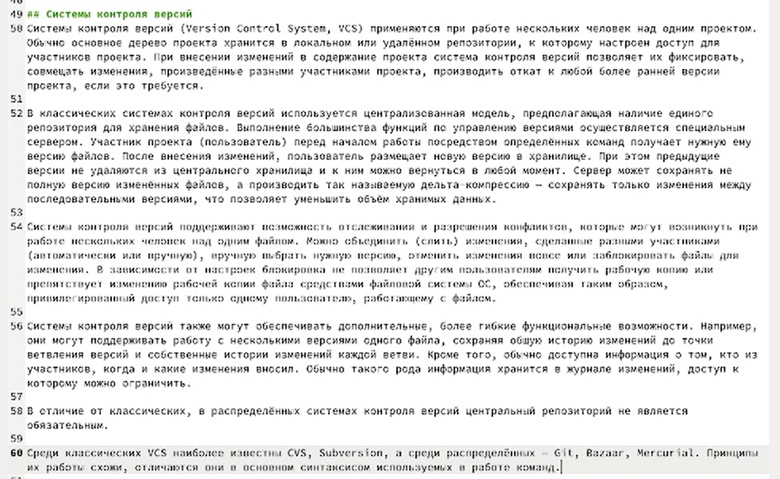 49 ## Системы контроля версий
50 Системы контроля версий (Version Control System, VCS) применяются при работе нескольких человек над одним проектом.
Обычно основное дерево проекта хранится в локальном или удалённом репозитории, к которому настроен доступ для
участников проекта. При внесении изменений в содержание проекта система контроля версий позволяет их фиксировать,
совмещать изменения, произведённые разными участниками проекта, производить откат к любой более ранней версии
проекта, если это требуется.
51
52 В классических системах контроля версий используется централизованная модель, предполагающая наличие единого
репозитория для хранения файлов. Выполнение большинства функций по управлению версиями осуществляется специальным
сервером. Участник проекта (пользователь) перед началом работы посредством определённых команд получает нужную ему
версию файлов. После внесения изменений, пользователь размещает новую версию в хранилище. При этом предыдущие
версии не удаляются из центрального хранилища и к ним можно вернуться в любой момент. Сервер может сохранять не
полную версию изменённых файлов, а производить так называемую дельта-компрессию — сохранять только изменения между
последовательными версиями, что позволяет уменьшить объём хранимых данных.
53
54 Системы контроля версий поддерживают возможность отслеживания и разрешения конфликтов, которые могут возникнуть при
работе нескольких человек над одним файлом. Можно объединить (слить) изменения, сделанные разными участниками
(автоматически или вручную), вручную выбрать нужную версию, отменить изменения вовсе или заблокировать файлы для
изменения. В зависимости от настроек блокировка не позволяет другим пользователям получить рабочую копию или
препятствует изменению рабочей копии файла средствами файловой системы ОС, обеспечивая таким образом,
привилегированный доступ только одному пользователю, работающему с файлом.
55
56 Системы контроля версий также могут обеспечивать дополнительные, более гибкие функциональные возможности. Например,
они могут поддерживать работу с несколькими версиями одного файла, сохраняя общую историю изменений до точки
ветвления версий и собственные истории изменений каждой ветви. Кроме того, обычно доступна информация о том, кто из
участников, когда и какие изменения вносил. Обычно такого рода информация хранится в журнале изменений, доступ к
которому можно ограничить.
57
58 В отличие от классических, в распределённых системах контроля версий центральный репозиторий не является
обязательным.
59
60 Среди классических VCS наиболее известны CVS, Subversion, а среди распределённых — Git, Bazaar, Mercurial. Принципы
их работы схожи, отличаются они в основном синтаксисом используемых в работе команд.